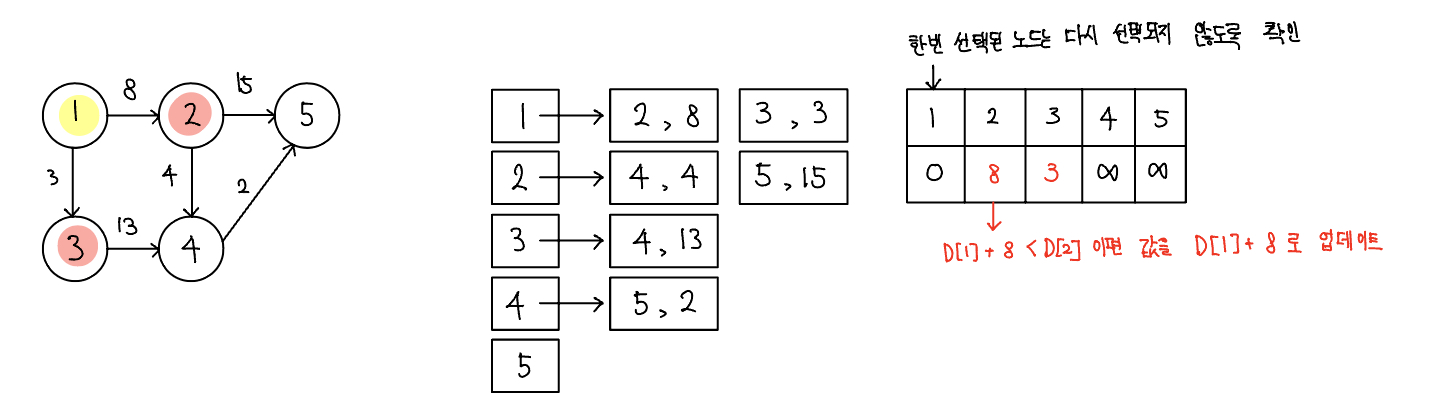 한번 선택된 노드는 다시 선택되지 않도록 확인
8 15
1 2 5
3 4 2
13
3 4
1 2 , 8 3 , 3
2 4 , 4 5 , 15
3 4 , 13
4 5 , 2
5
1 2 3 4 5
0 8 3 ∞ ∞
D[1] + 8 < D[2] 이면 값을 D[1] + 8 로 업데이트